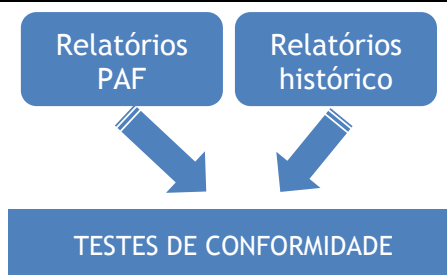 Relatórios
PAF
Relatórios
histórico
TESTES DE CONFORMIDADE